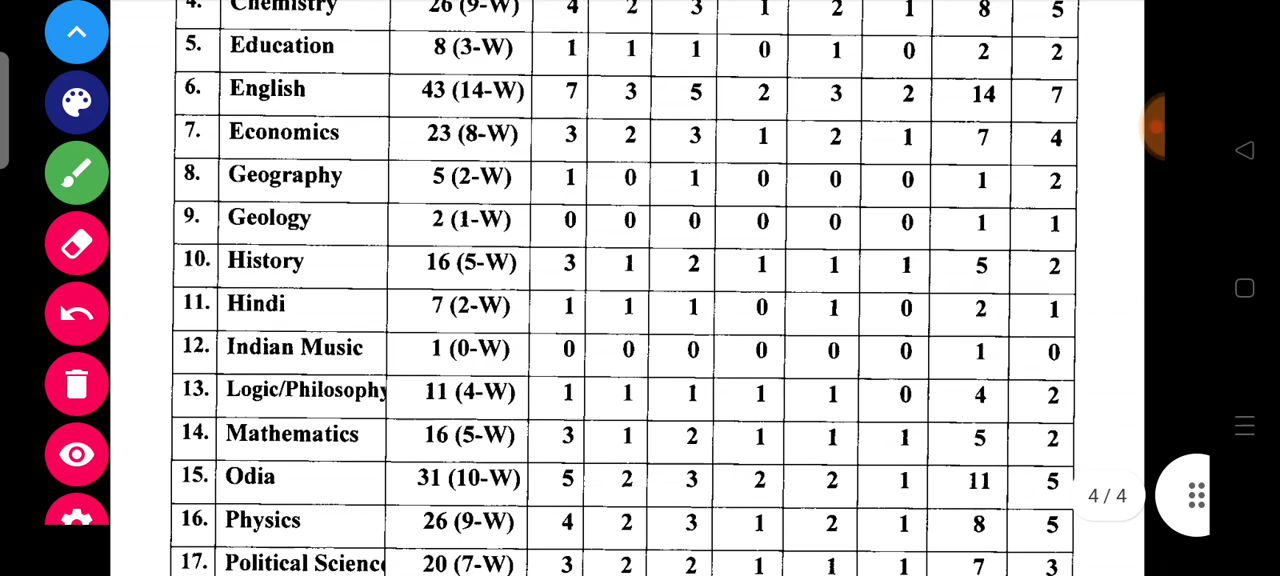 4. Chemistry 26 (9-W) 4 2 3 1 2 1 8 5
5. Education 8 (3-W) 1 1 1 0 1 0 2 2
6. English 43 (14-W) 7 3 5 2 3 2 14 7
7. Economics 23 (8-W) 3 2 3 1 2 1 7 4
8. Geography 5 (2-W) 1 0 1 0 0 0 1 2
9. Geology 2 (1-W) 0 0 0 0 0 0 1 1
10. History 16 (5-W) 3 1 2 1 1 1 5 2
11. Hindi 7 (2-W) 1 1 1 0 1 0 2 1
12. Indian Music 1 (0-W) 0 0 0 0 0 0 1 0
13. Logic/Philosophy 11 (4-W) 1 1 1 1 1 0 4 2
14. Mathematics 16 (5-W) 3 1 2 1 1 1 5 2
15. Odia 31 (10-W) 5 2 3 2 2 1 11 5
4 / 4
16. Physics 26 (9-W) 4 2 3 1 2 1 8 5
17. Political Science 20 (7-W) 3 2 2 1 1 1 7 3